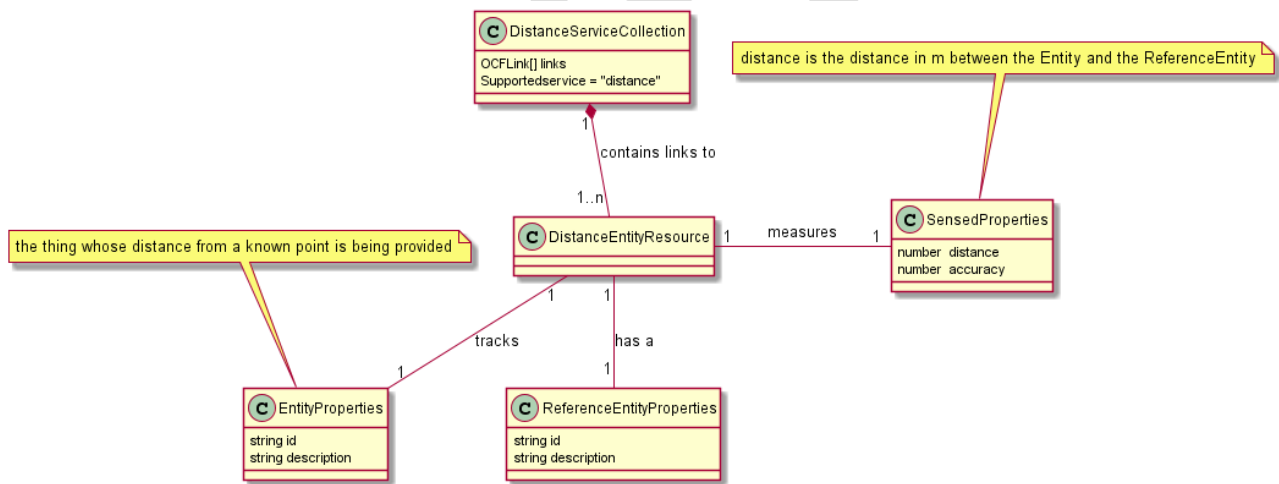 C DistanceServiceCollection
OCFLink[] links
Supportedservice = "distance"
distance is the distance in m between the Entity and the ReferenceEntity
1
contains links to
1..n
C SensedProperties
number distance
number accuracy
C DistanceEntityResource
1 measures 1
the thing whose distance from a known point is being provided
1
1
tracks
has a
1
1
C EntityProperties
string id
string description
C ReferenceEntityProperties
string id
string description